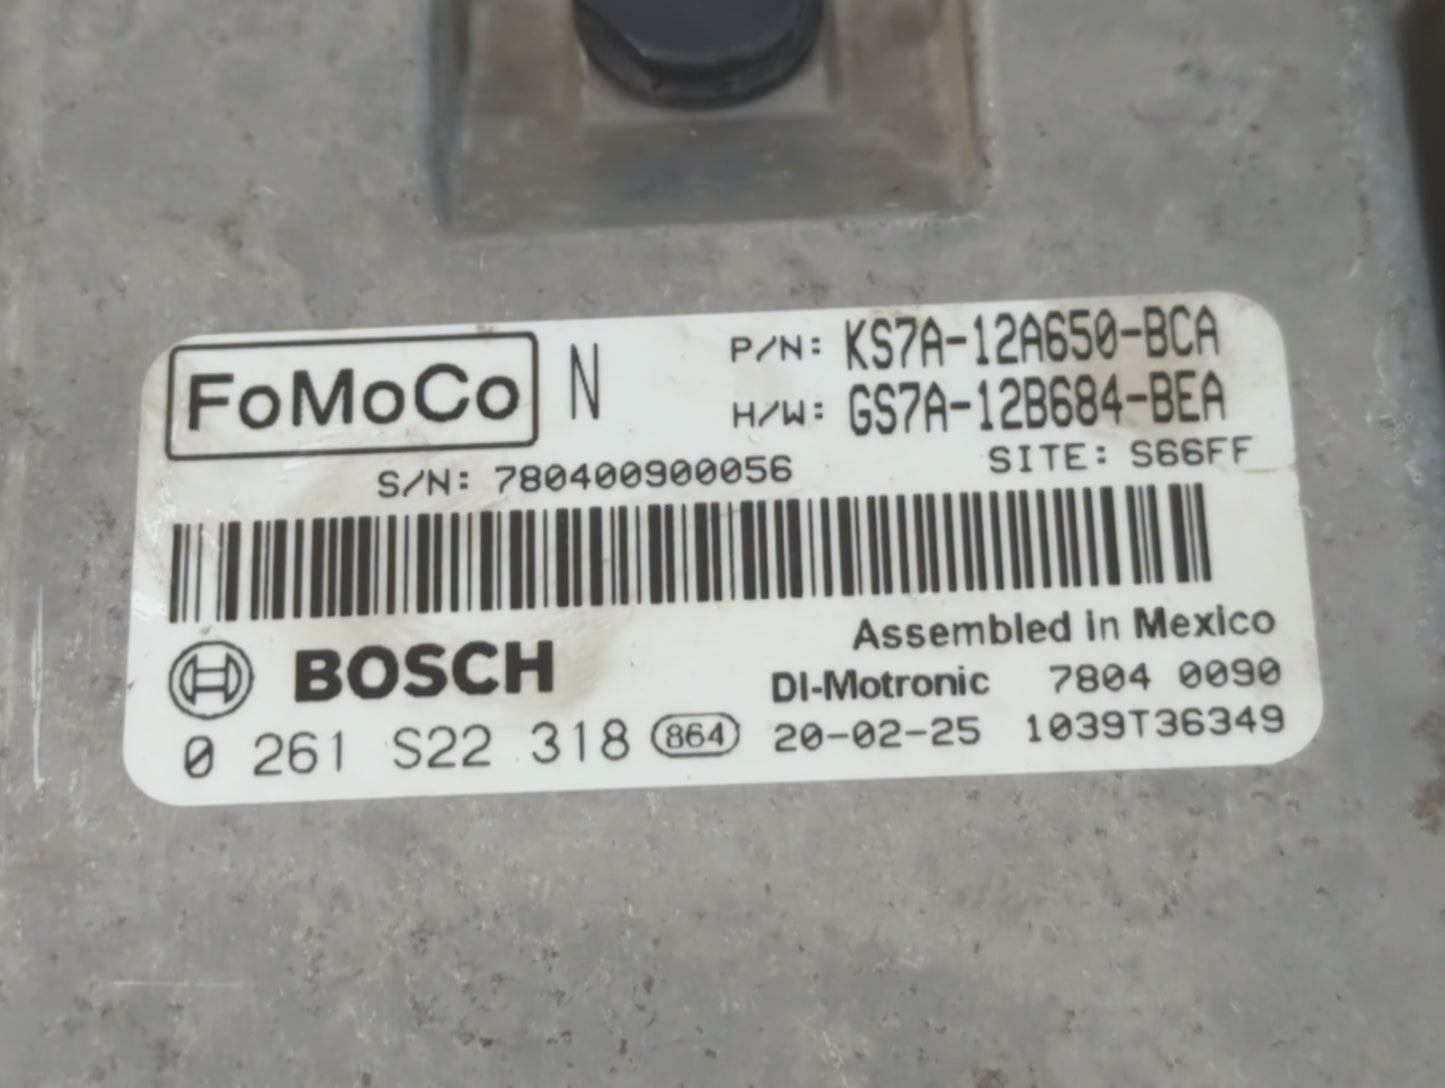 FoMoCo N P/N: KS7A-12A650-BCA
H/W: GS7A-12B684-BEA
S/N: 780400900056 SITE: S66FF
Assembled in Mexico
BOSCH DI-Motronic 7804 0090
0 261 S22 318 864 20-02-25 1039T36349